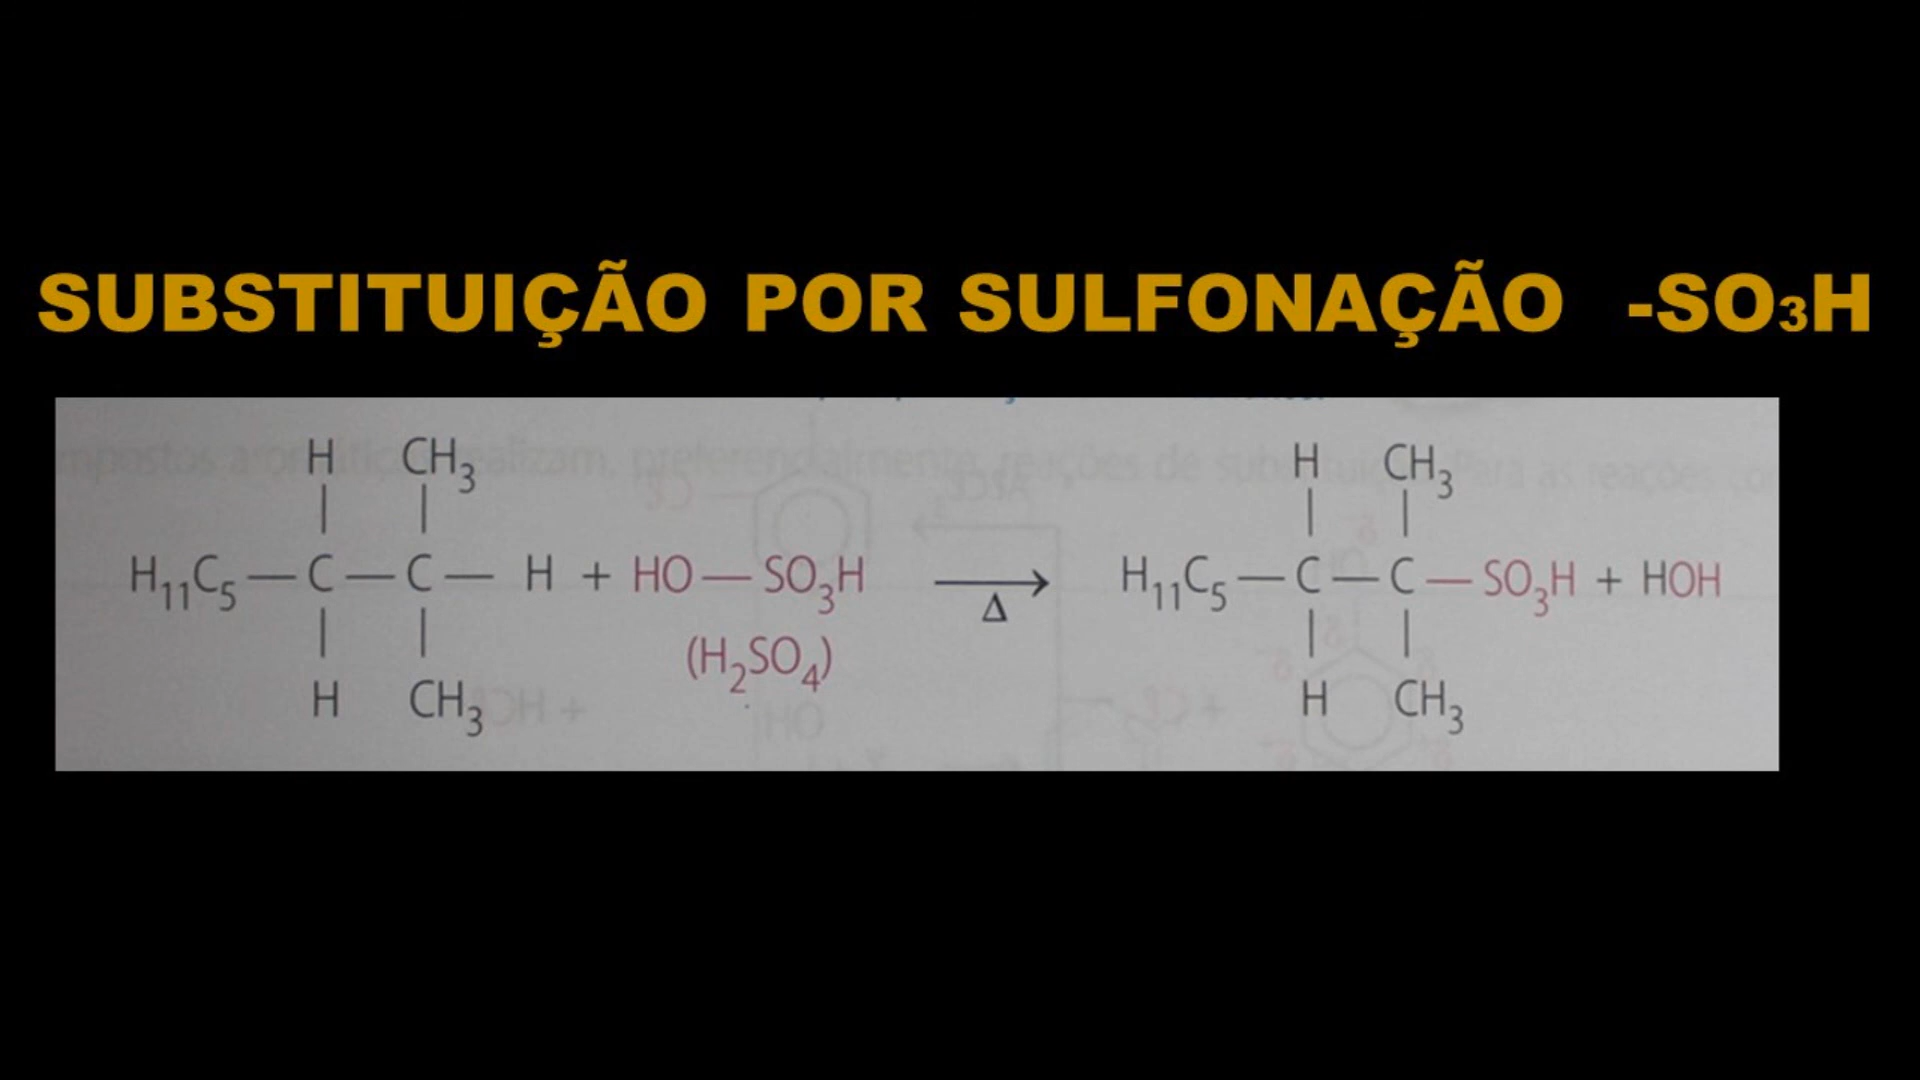 SUBSTITUIÇÃO POR SULFONAÇÃO -SO₃H
H CH₃ H CH₃
H₁₁C₅ — C — C — H + HO — SO₃H → H₁₁C₅ — C — C — SO₃H + HOH
Δ
(H₂SO₄)
H CH₃ H CH₃